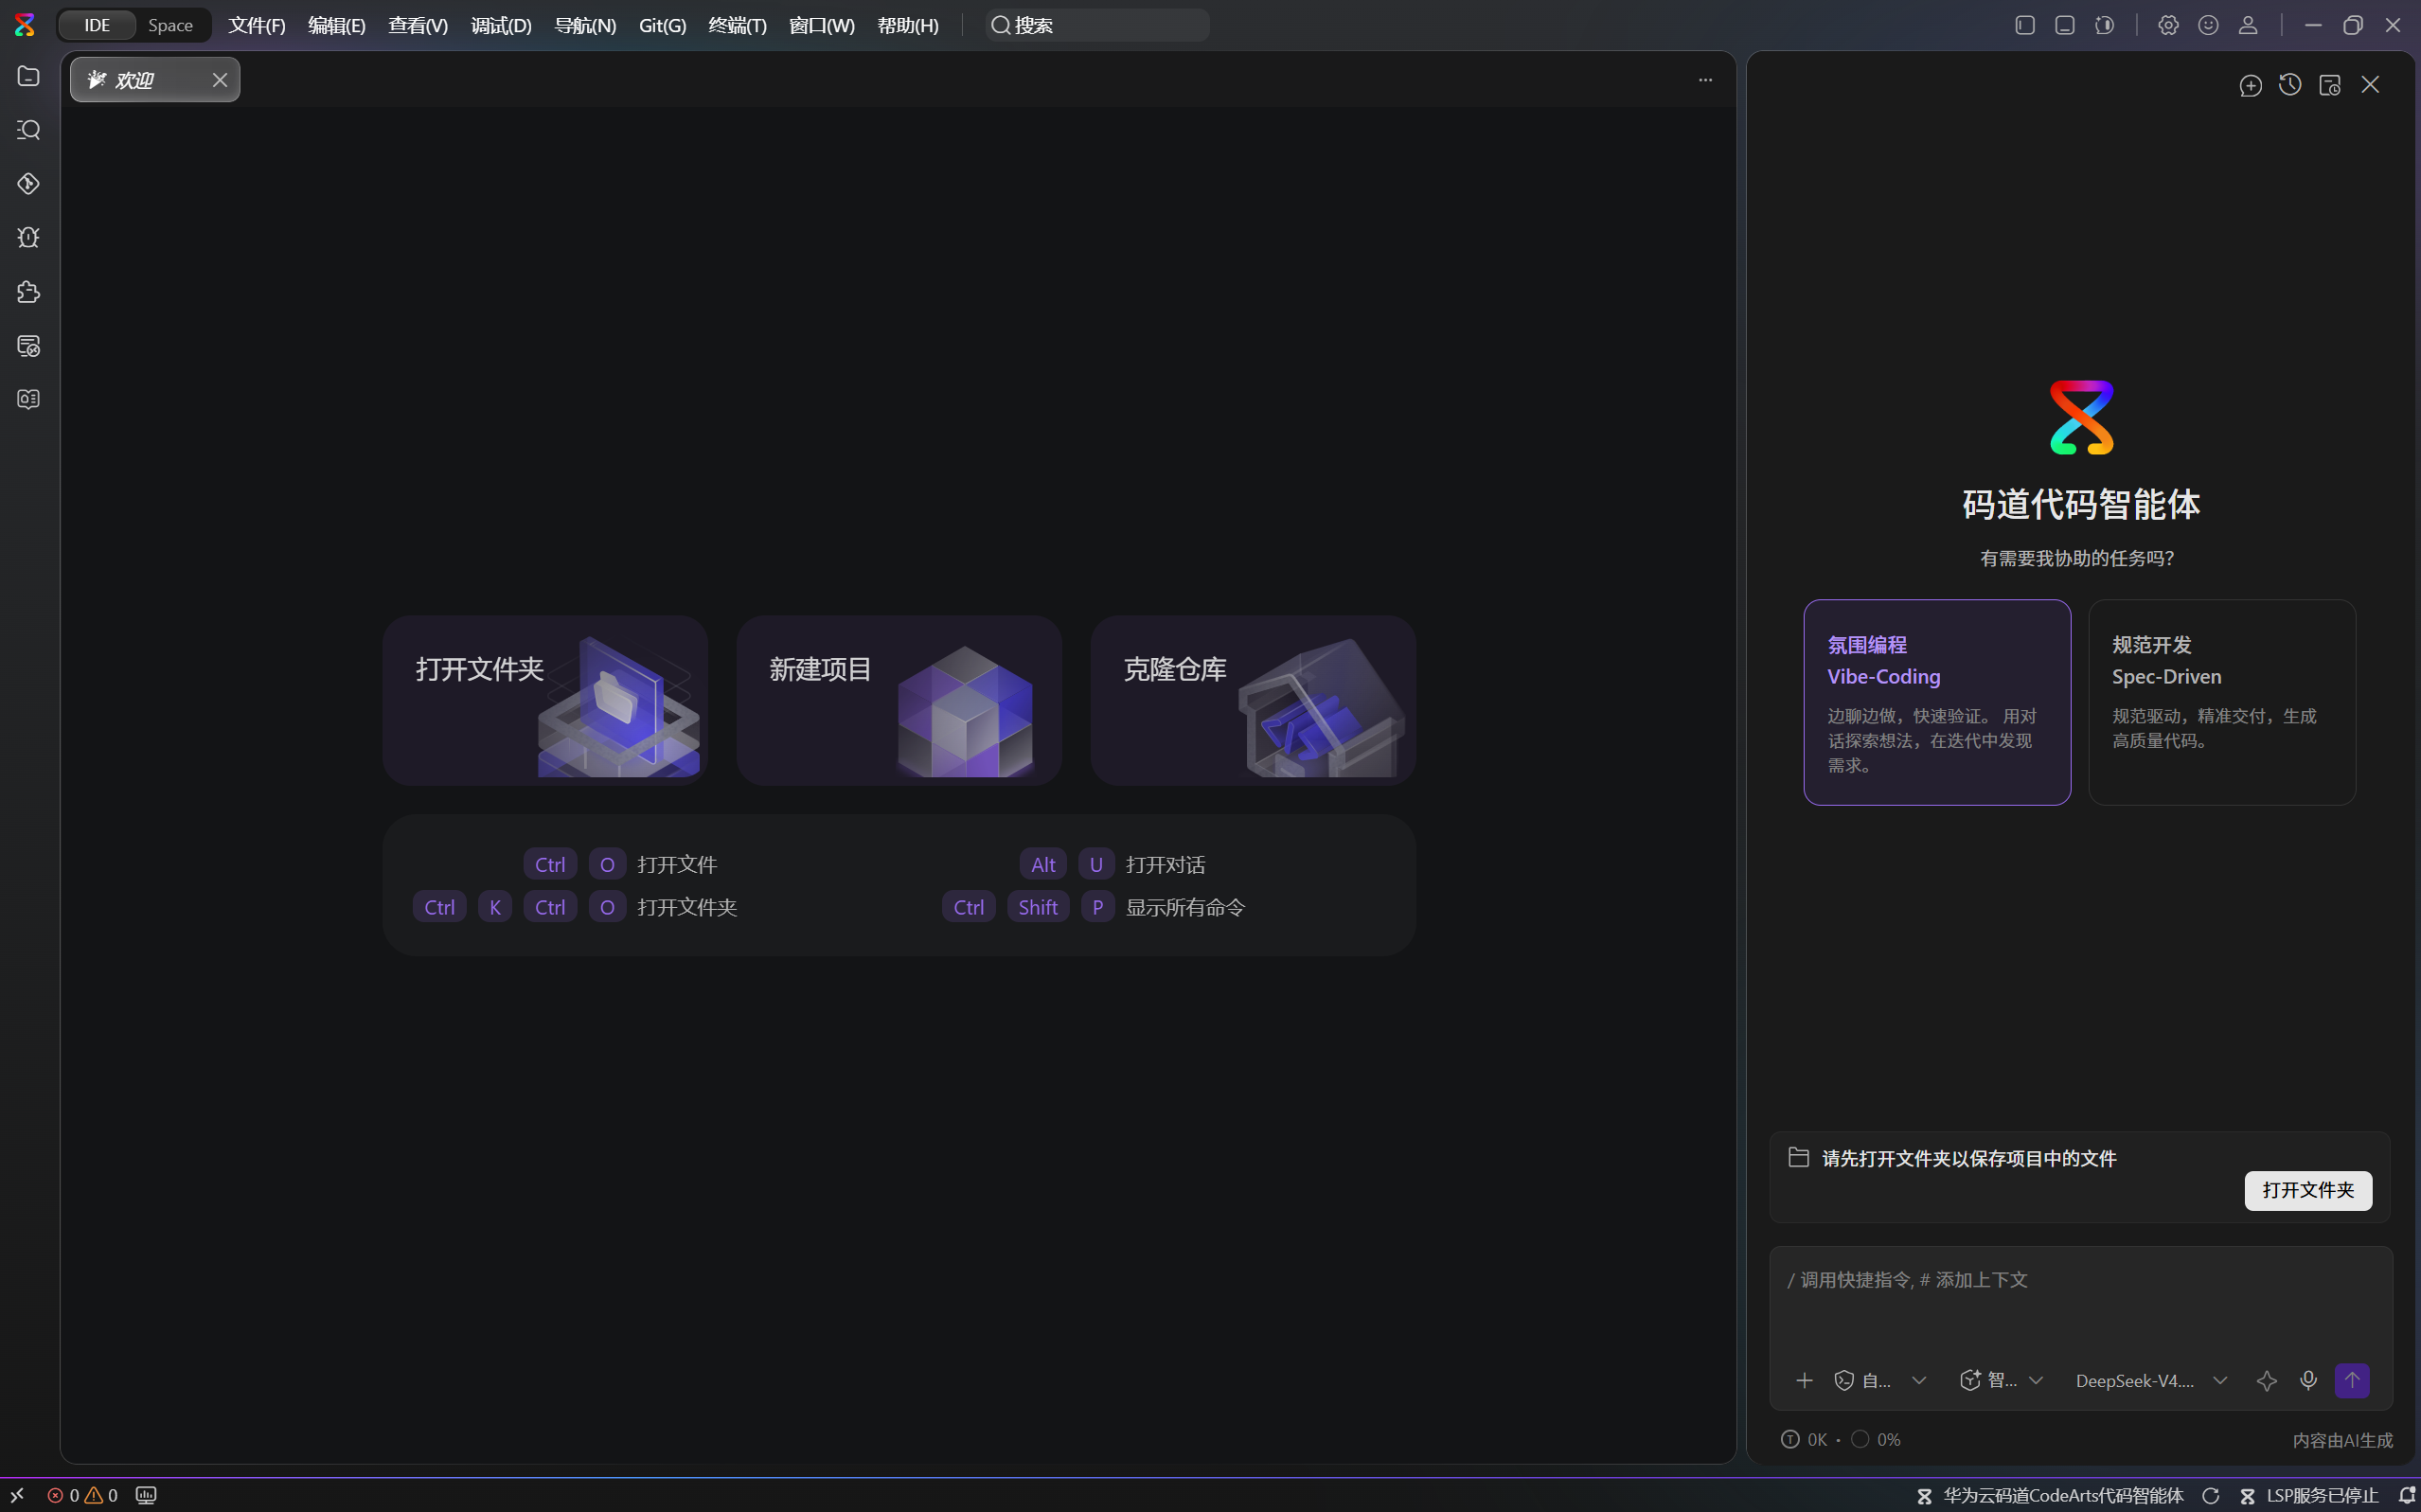 IDE Space 文件(F) 编辑(E) 查看(V) 调试(D) 导航(N) Git(G) 终端(T) 窗口(W) 帮助(H) 搜索
欢迎
打开文件夹
新建项目
克隆仓库
Ctrl O 打开文件
Alt U 打开对话
Ctrl K Ctrl O 打开文件夹
Ctrl Shift P 显示所有命令
码道代码智能体
有需要我协助的任务吗?
氛围编程
Vibe-Coding
边聊边做，快速验证。 用对
话探索想法，在迭代中发现
需求。
规范开发
Spec-Driven
规范驱动，精准交付，生成
高质量代码。
请先打开文件夹以保存项目中的文件
打开文件夹
/ 调用快捷指令, # 添加上下文
自... 智... DeepSeek-V4....
0K · 0%
内容由AI生成
0 0
华为云码道CodeArts代码智能体 LSP服务已停止